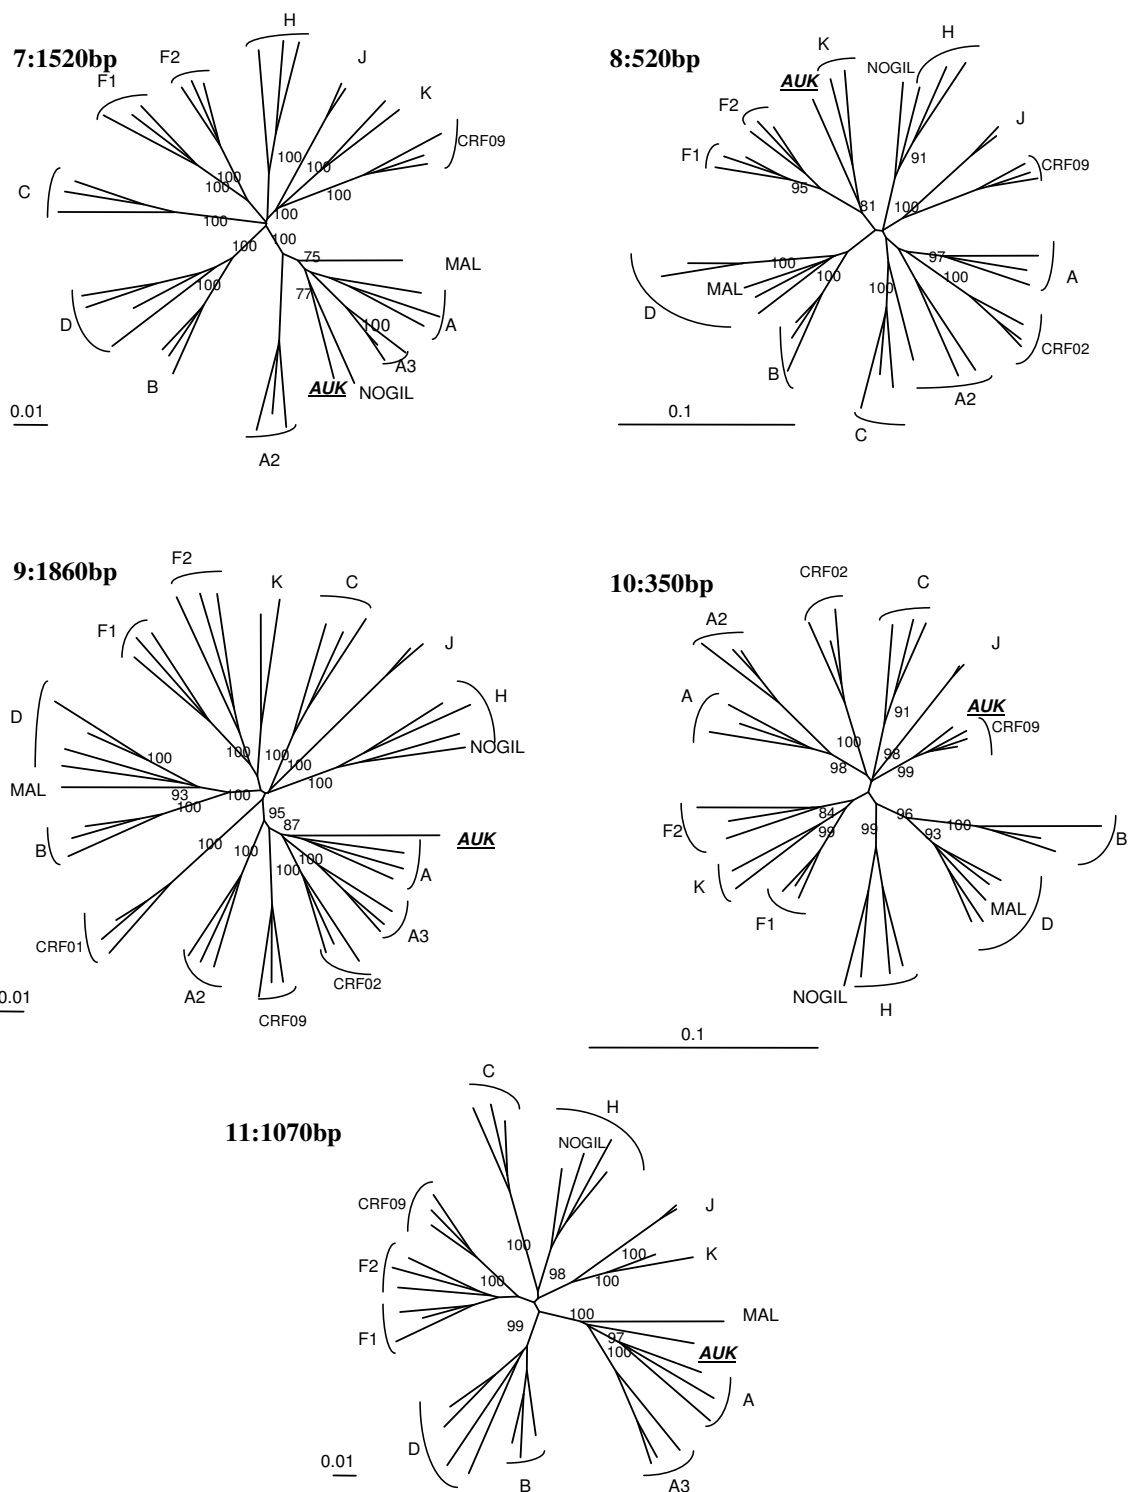 7:1520bp
H
F2
F1
J
K
CRF09
C
100
100
100
100
100
100
100
100
100
100
75
MAL
77
D
100
A
A3
B
AUK
NOGIL
0.01
A2
8:520bp
K
H
NOGIL
AUK
F2
J
F1
91
CRF09
95
81
100
100
97
A
MAL
100
100
100
D
CRF02
B
A2
0.1
C
9:1860bp
F2
K
C
F1
J
D
H
NOGIL
100
100
100
100
100
MAL
93
100
100
95
87
AUK
B
100
100
100
100
A
CRF01
A3
A2
CRF02
0.01
CRF09
10:350bp
CRF02
C
A2
J
A
AUK
CRF09
91
100
98
98
99
F2
84
99
99
96
93
100
B
K
F1
MAL
D
NOGIL
H
0.1
11:1070bp
C
H
NOGIL
CRF09
J
F2
100
100
K
100
98
100
F1
99
100
MAL
97
100
AUK
A
D
0.01
B
A3